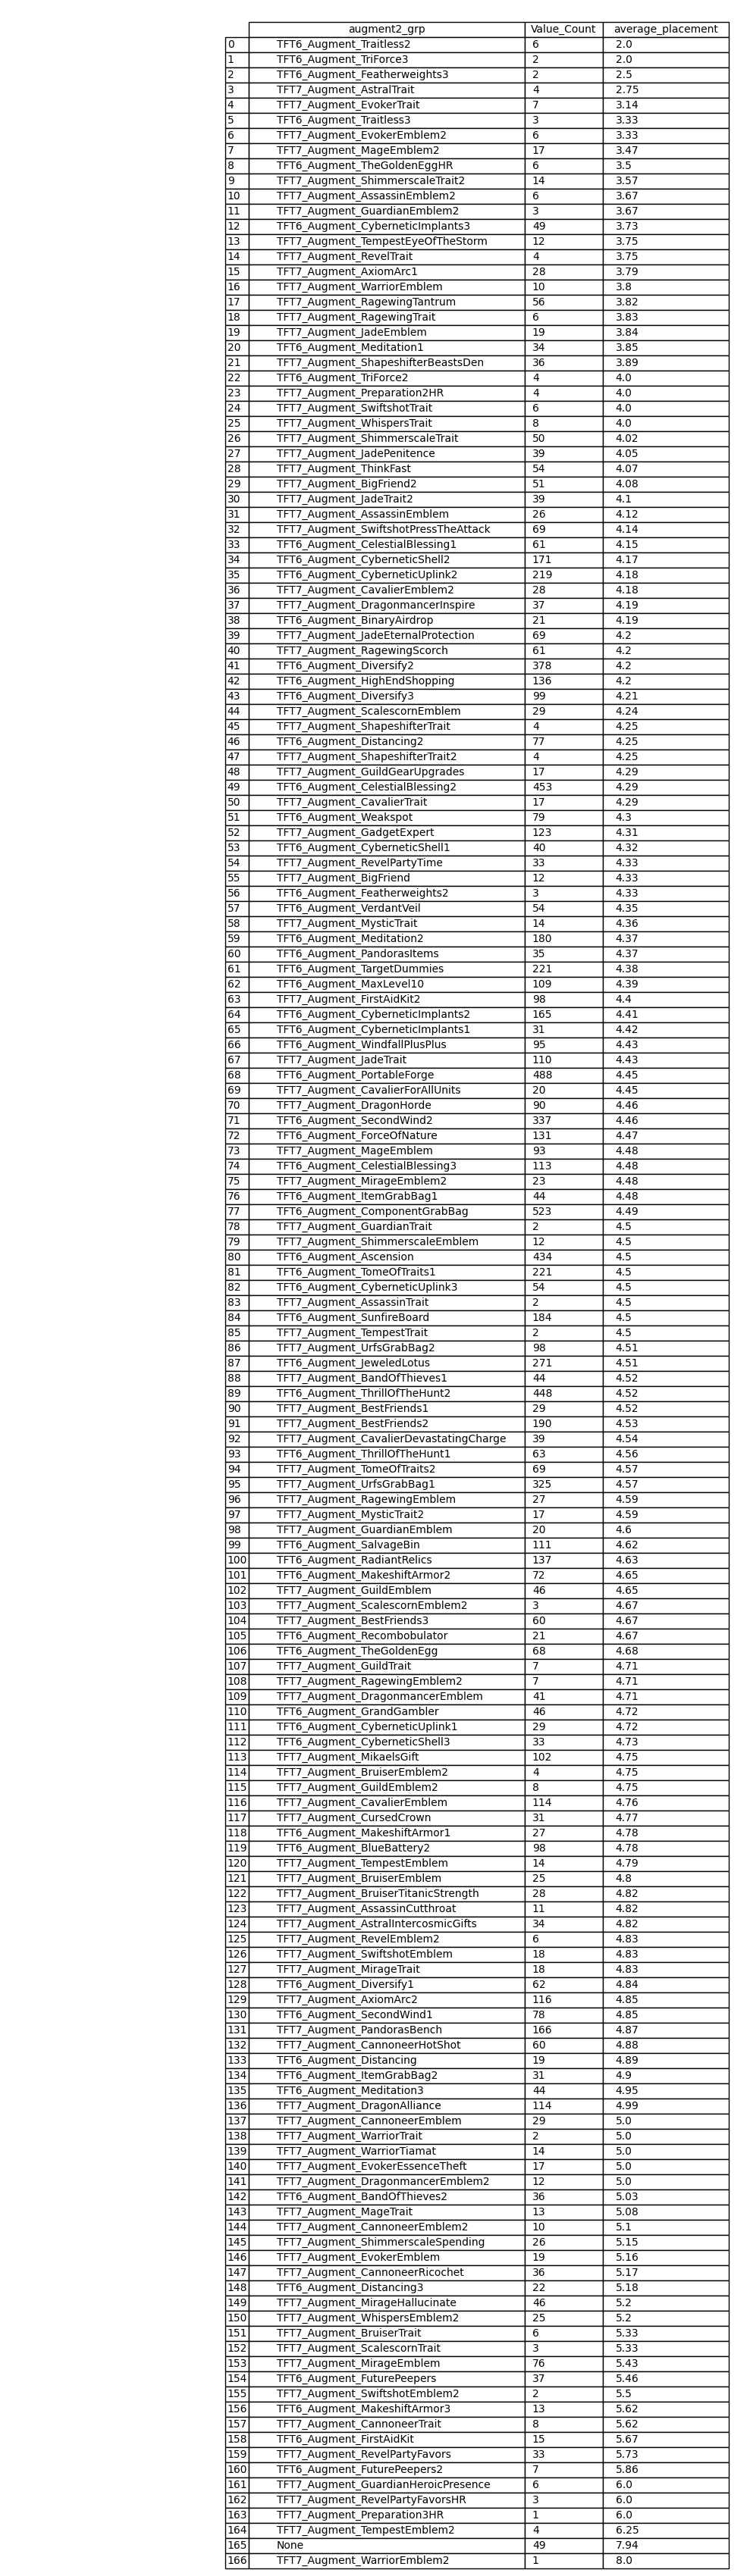 augment2_grp Value_Count average_placement
0 TFT6_Augment_Traitless2 6 2.0
1 TFT6_Augment_TriForce3 2 2.0
2 TFT6_Augment_Featherweights3 2 2.5
3 TFT7_Augment_AstralTrait 4 2.75
4 TFT7_Augment_EvokerTrait 7 3.14
5 TFT6_Augment_Traitless3 3 3.33
6 TFT7_Augment_EvokerEmblem2 6 3.33
7 TFT7_Augment_MageEmblem2 17 3.47
8 TFT6_Augment_TheGoldenEggHR 6 3.5
9 TFT7_Augment_ShimmerscaleTrait2 14 3.57
10 TFT7_Augment_AssassinEmblem2 6 3.67
11 TFT7_Augment_GuardianEmblem2 3 3.67
12 TFT6_Augment_CyberneticImplants3 49 3.73
13 TFT7_Augment_TempestEyeOfTheStorm 12 3.75
14 TFT7_Augment_RevelTrait 4 3.75
15 TFT7_Augment_AxiomArc1 28 3.79
16 TFT7_Augment_WarriorEmblem 10 3.8
17 TFT7_Augment_RagewingTantrum 56 3.82
18 TFT7_Augment_RagewingTrait 6 3.83
19 TFT7_Augment_JadeEmblem 19 3.84
20 TFT6_Augment_Meditation1 34 3.85
21 TFT7_Augment_ShapeshifterBeastsDen 36 3.89
22 TFT6_Augment_TriForce2 4 4.0
23 TFT7_Augment_Preparation2HR 4 4.0
24 TFT7_Augment_SwiftshotTrait 6 4.0
25 TFT7_Augment_WhispersTrait 8 4.0
26 TFT7_Augment_ShimmerscaleTrait 50 4.02
27 TFT7_Augment_JadePenitence 39 4.05
28 TFT7_Augment_ThinkFast 54 4.07
29 TFT7_Augment_BigFriend2 51 4.08
30 TFT7_Augment_JadeTrait2 39 4.1
31 TFT7_Augment_AssassinEmblem 26 4.12
32 TFT7_Augment_SwiftshotPressTheAttack 69 4.14
33 TFT6_Augment_CelestialBlessing1 61 4.15
34 TFT6_Augment_CyberneticShell2 171 4.17
35 TFT6_Augment_CyberneticUplink2 219 4.18
36 TFT7_Augment_CavalierEmblem2 28 4.18
37 TFT7_Augment_DragonmancerInspire 37 4.19
38 TFT6_Augment_BinaryAirdrop 21 4.19
39 TFT7_Augment_JadeEternalProtection 69 4.2
40 TFT7_Augment_RagewingScorch 61 4.2
41 TFT6_Augment_Diversify2 378 4.2
42 TFT6_Augment_HighEndShopping 136 4.2
43 TFT6_Augment_Diversify3 99 4.21
44 TFT7_Augment_ScalescornEmblem 29 4.24
45 TFT7_Augment_ShapeshifterTrait 4 4.25
46 TFT6_Augment_Distancing2 77 4.25
47 TFT7_Augment_ShapeshifterTrait2 4 4.25
48 TFT7_Augment_GuildGearUpgrades 17 4.29
49 TFT6_Augment_CelestialBlessing2 453 4.29
50 TFT7_Augment_CavalierTrait 17 4.29
51 TFT6_Augment_Weakspot 79 4.3
52 TFT7_Augment_GadgetExpert 123 4.31
53 TFT6_Augment_CyberneticShell1 40 4.32
54 TFT7_Augment_RevelPartyTime 33 4.33
55 TFT7_Augment_BigFriend 12 4.33
56 TFT6_Augment_Featherweights2 3 4.33
57 TFT6_Augment_VerdantVeil 54 4.35
58 TFT7_Augment_MysticTrait 14 4.36
59 TFT6_Augment_Meditation2 180 4.37
60 TFT6_Augment_PandorasItems 35 4.37
61 TFT6_Augment_TargetDummies 221 4.38
62 TFT6_Augment_MaxLevel10 109 4.39
63 TFT7_Augment_FirstAidKit2 98 4.4
64 TFT6_Augment_CyberneticImplants2 165 4.41
65 TFT6_Augment_CyberneticImplants1 31 4.42
66 TFT6_Augment_WindfallPlusPlus 95 4.43
67 TFT7_Augment_JadeTrait 110 4.43
68 TFT6_Augment_PortableForge 488 4.45
69 TFT7_Augment_CavalierForAllUnits 20 4.45
70 TFT7_Augment_DragonHorde 90 4.46
71 TFT6_Augment_SecondWind2 337 4.46
72 TFT6_Augment_ForceOfNature 131 4.47
73 TFT7_Augment_MageEmblem 93 4.48
74 TFT6_Augment_CelestialBlessing3 113 4.48
75 TFT7_Augment_MirageEmblem2 23 4.48
76 TFT6_Augment_ItemGrabBag1 44 4.48
77 TFT6_Augment_ComponentGrabBag 523 4.49
78 TFT7_Augment_GuardianTrait 2 4.5
79 TFT7_Augment_ShimmerscaleEmblem 12 4.5
80 TFT6_Augment_Ascension 434 4.5
81 TFT6_Augment_TomeOfTraits1 221 4.5
82 TFT6_Augment_CyberneticUplink3 54 4.5
83 TFT7_Augment_AssassinTrait 2 4.5
84 TFT6_Augment_SunfireBoard 184 4.5
85 TFT7_Augment_TempestTrait 2 4.5
86 TFT7_Augment_UrfsGrabBag2 98 4.51
87 TFT6_Augment_JeweledLotus 271 4.51
88 TFT7_Augment_BandOfThieves1 44 4.52
89 TFT6_Augment_ThrillOfTheHunt2 448 4.52
90 TFT7_Augment_BestFriends1 29 4.52
91 TFT7_Augment_BestFriends2 190 4.53
92 TFT7_Augment_CavalierDevastatingCharge 39 4.54
93 TFT6_Augment_ThrillOfTheHunt1 63 4.56
94 TFT7_Augment_TomeOfTraits2 69 4.57
95 TFT7_Augment_UrfsGrabBag1 325 4.57
96 TFT7_Augment_RagewingEmblem 27 4.59
97 TFT7_Augment_MysticTrait2 17 4.59
98 TFT7_Augment_GuardianEmblem 20 4.6
99 TFT6_Augment_SalvageBin 111 4.62
100 TFT6_Augment_RadiantRelics 137 4.63
101 TFT6_Augment_MakeshiftArmor2 72 4.65
102 TFT7_Augment_GuildEmblem 46 4.65
103 TFT7_Augment_ScalescornEmblem2 3 4.67
104 TFT7_Augment_BestFriends3 60 4.67
105 TFT6_Augment_Recombobulator 21 4.67
106 TFT6_Augment_TheGoldenEgg 68 4.68
107 TFT7_Augment_GuildTrait 7 4.71
108 TFT7_Augment_RagewingEmblem2 7 4.71
109 TFT7_Augment_DragonmancerEmblem 41 4.71
110 TFT6_Augment_GrandGambler 46 4.72
111 TFT6_Augment_CyberneticUplink1 29 4.72
112 TFT6_Augment_CyberneticShell3 33 4.73
113 TFT7_Augment_MikaelsGift 102 4.75
114 TFT7_Augment_BruiserEmblem2 4 4.75
115 TFT7_Augment_GuildEmblem2 8 4.75
116 TFT7_Augment_CavalierEmblem 114 4.76
117 TFT7_Augment_CursedCrown 31 4.77
118 TFT6_Augment_MakeshiftArmor1 27 4.78
119 TFT6_Augment_BlueBattery2 98 4.78
120 TFT7_Augment_TempestEmblem 14 4.79
121 TFT7_Augment_BruiserEmblem 25 4.8
122 TFT7_Augment_BruiserTitanicStrength 28 4.82
123 TFT7_Augment_AssassinCutthroat 11 4.82
124 TFT7_Augment_AstralIntercosmicGifts 34 4.82
125 TFT7_Augment_RevelEmblem2 6 4.83
126 TFT7_Augment_SwiftshotEmblem 18 4.83
127 TFT7_Augment_MirageTrait 18 4.83
128 TFT6_Augment_Diversify1 62 4.84
129 TFT7_Augment_AxiomArc2 116 4.85
130 TFT6_Augment_SecondWind1 78 4.85
131 TFT7_Augment_PandorasBench 166 4.87
132 TFT7_Augment_CannoneerHotShot 60 4.88
133 TFT6_Augment_Distancing 19 4.89
134 TFT6_Augment_ItemGrabBag2 31 4.9
135 TFT6_Augment_Meditation3 44 4.95
136 TFT7_Augment_DragonAlliance 114 4.99
137 TFT7_Augment_CannoneerEmblem 29 5.0
138 TFT7_Augment_WarriorTrait 2 5.0
139 TFT7_Augment_WarriorTiamat 14 5.0
140 TFT7_Augment_EvokerEssenceTheft 17 5.0
141 TFT7_Augment_DragonmancerEmblem2 12 5.0
142 TFT6_Augment_BandOfThieves2 36 5.03
143 TFT7_Augment_MageTrait 13 5.08
144 TFT7_Augment_CannoneerEmblem2 10 5.1
145 TFT7_Augment_ShimmerscaleSpending 26 5.15
146 TFT7_Augment_EvokerEmblem 19 5.16
147 TFT7_Augment_CannoneerRicochet 36 5.17
148 TFT6_Augment_Distancing3 22 5.18
149 TFT7_Augment_MirageHallucinate 46 5.2
150 TFT7_Augment_WhispersEmblem2 25 5.2
151 TFT7_Augment_BruiserTrait 6 5.33
152 TFT7_Augment_ScalescornTrait 3 5.33
153 TFT7_Augment_MirageEmblem 76 5.43
154 TFT6_Augment_FuturePeepers 37 5.46
155 TFT7_Augment_SwiftshotEmblem2 2 5.5
156 TFT6_Augment_MakeshiftArmor3 13 5.62
157 TFT7_Augment_CannoneerTrait 8 5.62
158 TFT6_Augment_FirstAidKit 15 5.67
159 TFT7_Augment_RevelPartyFavors 33 5.73
160 TFT6_Augment_FuturePeepers2 7 5.86
161 TFT7_Augment_GuardianHeroicPresence 6 6.0
162 TFT7_Augment_RevelPartyFavorsHR 3 6.0
163 TFT7_Augment_Preparation3HR 1 6.0
164 TFT7_Augment_TempestEmblem2 4 6.25
165 None 49 7.94
166 TFT7_Augment_WarriorEmblem2 1 8.0